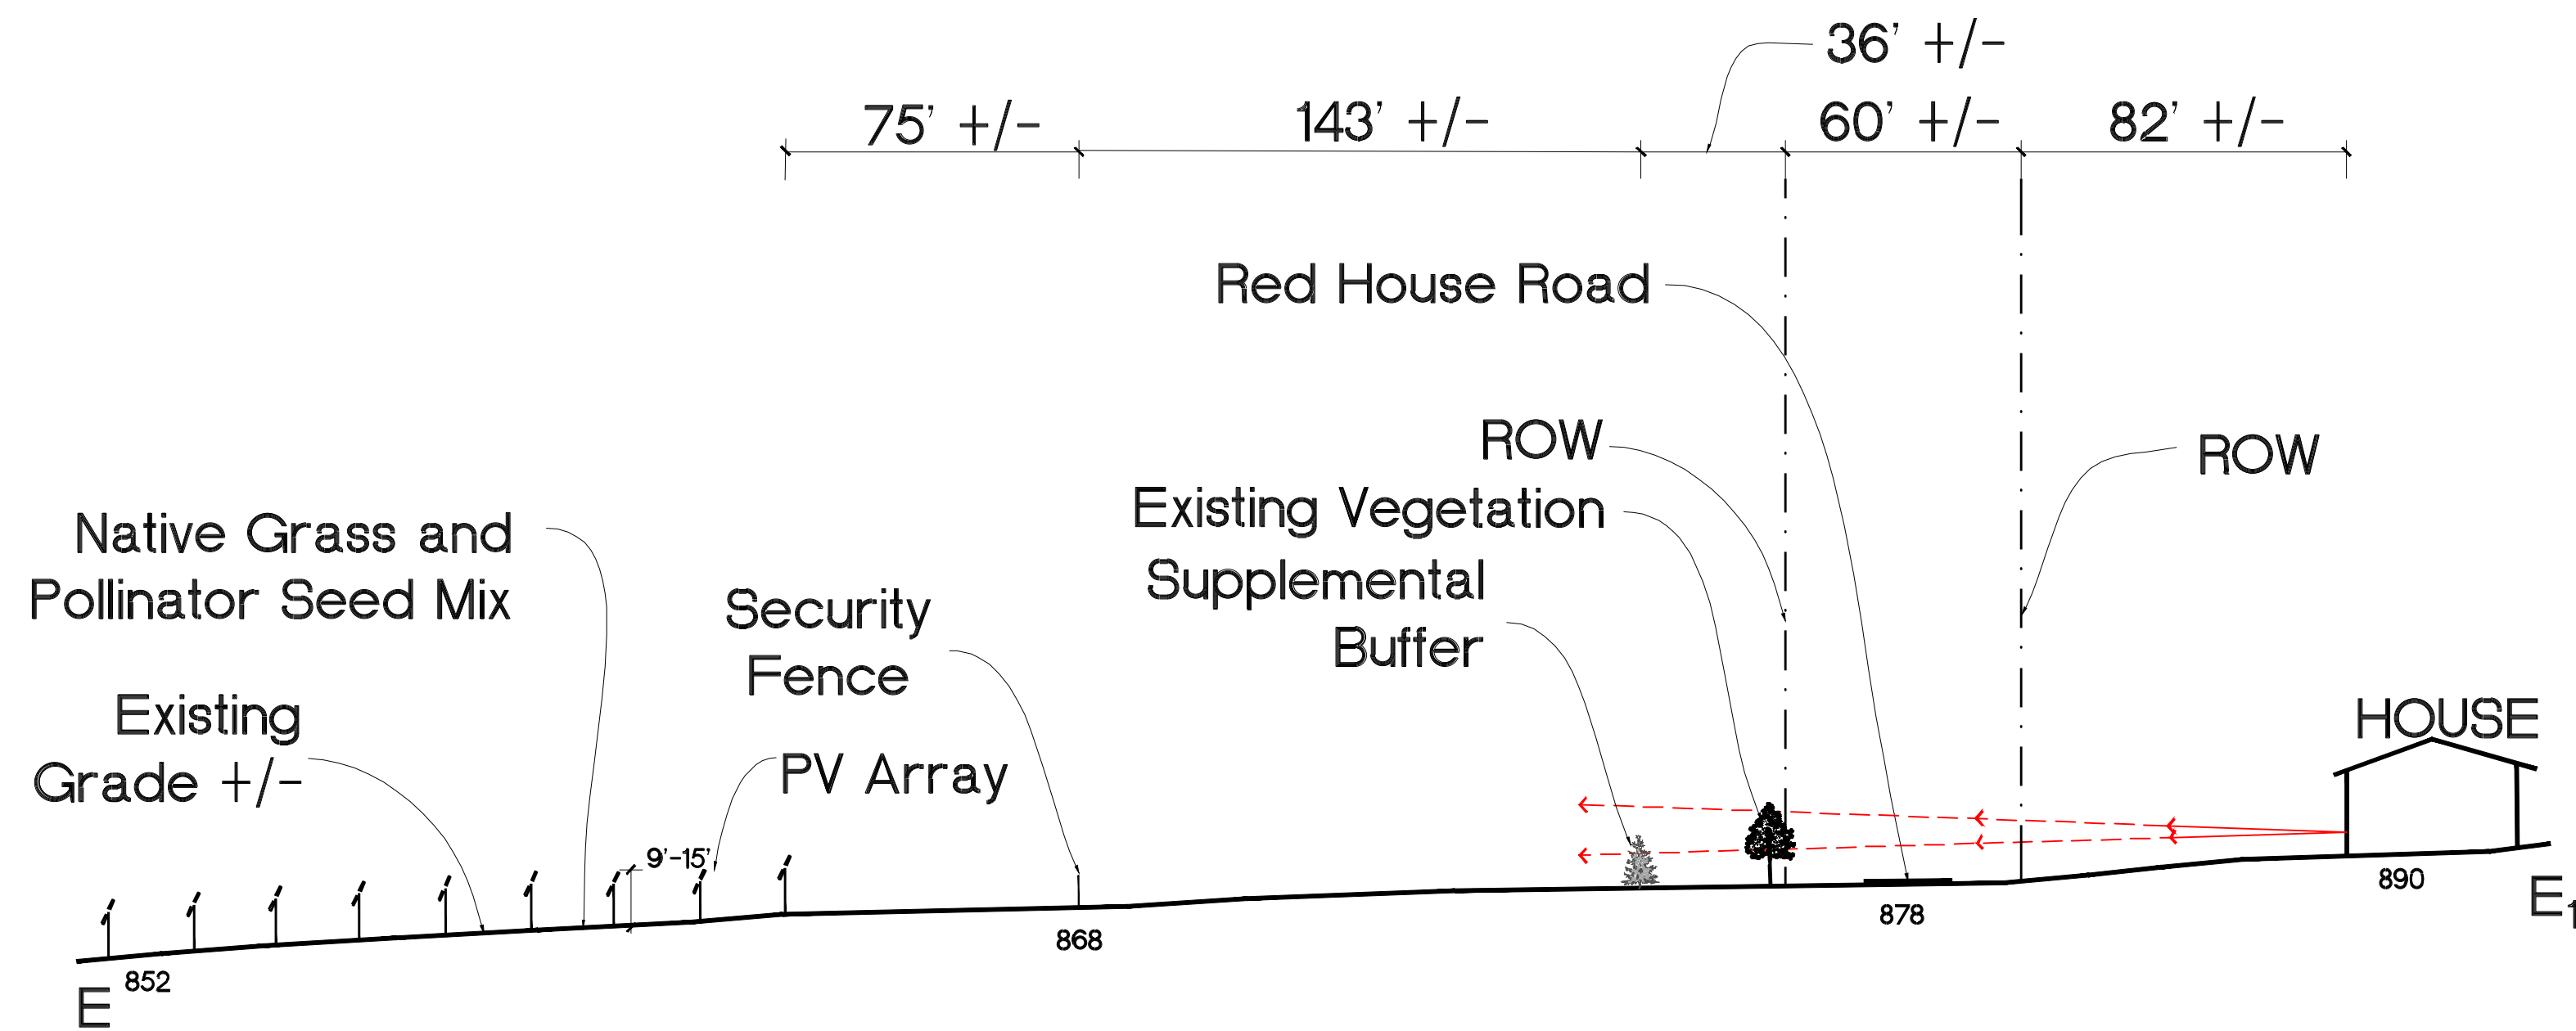 36' +/-
75' +/-
143' +/-
60' +/-
82' +/-
Red House Road
ROW
ROW
Existing Vegetation
Native Grass and
Pollinator Seed Mix
Supplemental
Buffer
Security
Fence
Existing
Grade +/-
PV Array
HOUSE
9'-15'
890
878
868
852
E
E1